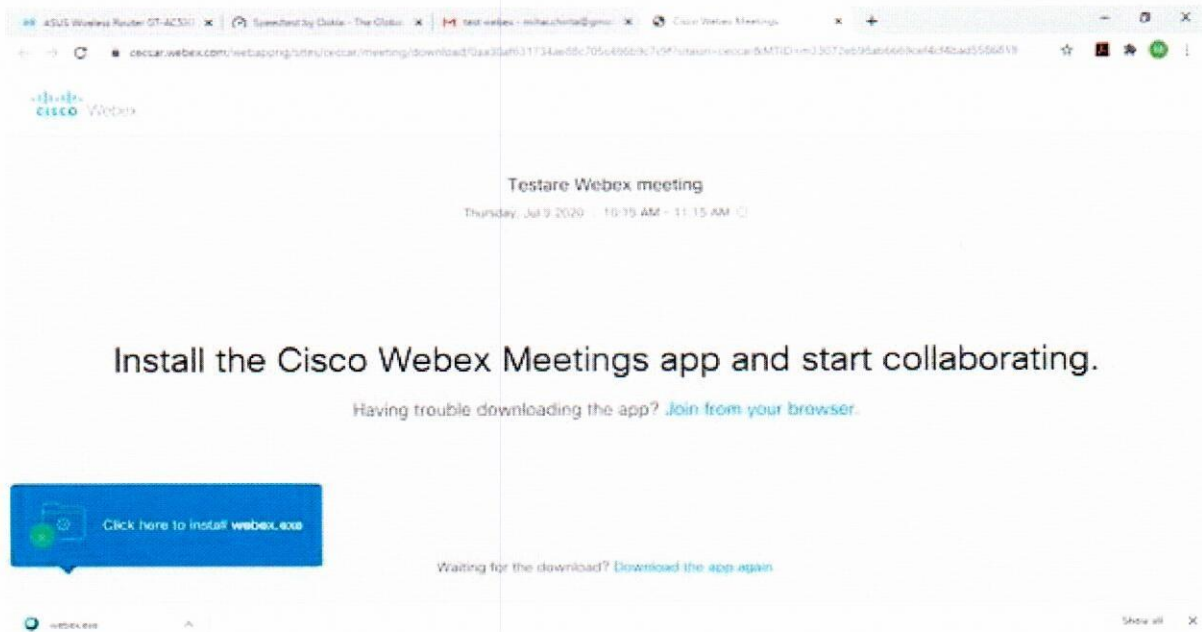 ASUS Wireless Router GT-AC5300
Speedtest by Ookla - The Global
test webex -
Cisco Webex Meetings
CISCO Webex
Testare Webex meeting
Thursday, Jul 9 2020 10:15 AM - 11:15 AM
Install the Cisco Webex Meetings app and start collaborating.
Having trouble downloading the app? Join from your browser.
Click here to install webex.exe
Waiting for the download? Download the app again
webex.exe
Show all